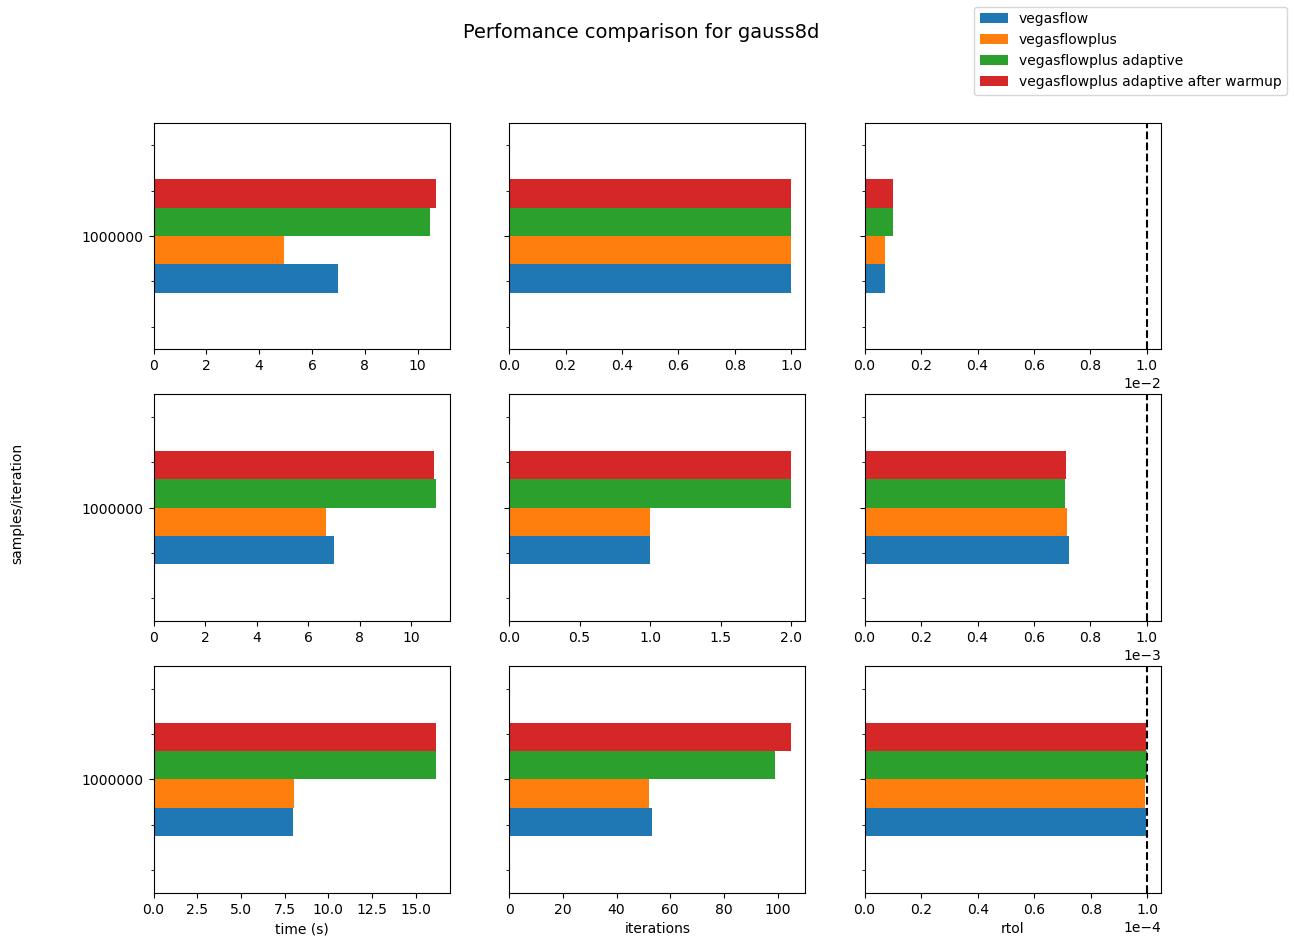 Perfomance comparison for gauss8d
vegasflow
vegasflowplus
vegasflowplus adaptive
vegasflowplus adaptive after warmup
samples/iteration
1000000
0 2 4 6 8 10
0.0 0.2 0.4 0.6 0.8 1.0
0.0 0.2 0.4 0.6 0.8 1.0
1e−2
1000000
0 2 4 6 8 10
0.0 0.5 1.0 1.5 2.0
0.0 0.2 0.4 0.6 0.8 1.0
1e−3
1000000
0.0 2.5 5.0 7.5 10.0 12.5 15.0
0 20 40 60 80 100
0.0 0.2 0.4 0.6 0.8 1.0
1e−4
time (s)
iterations
rtol